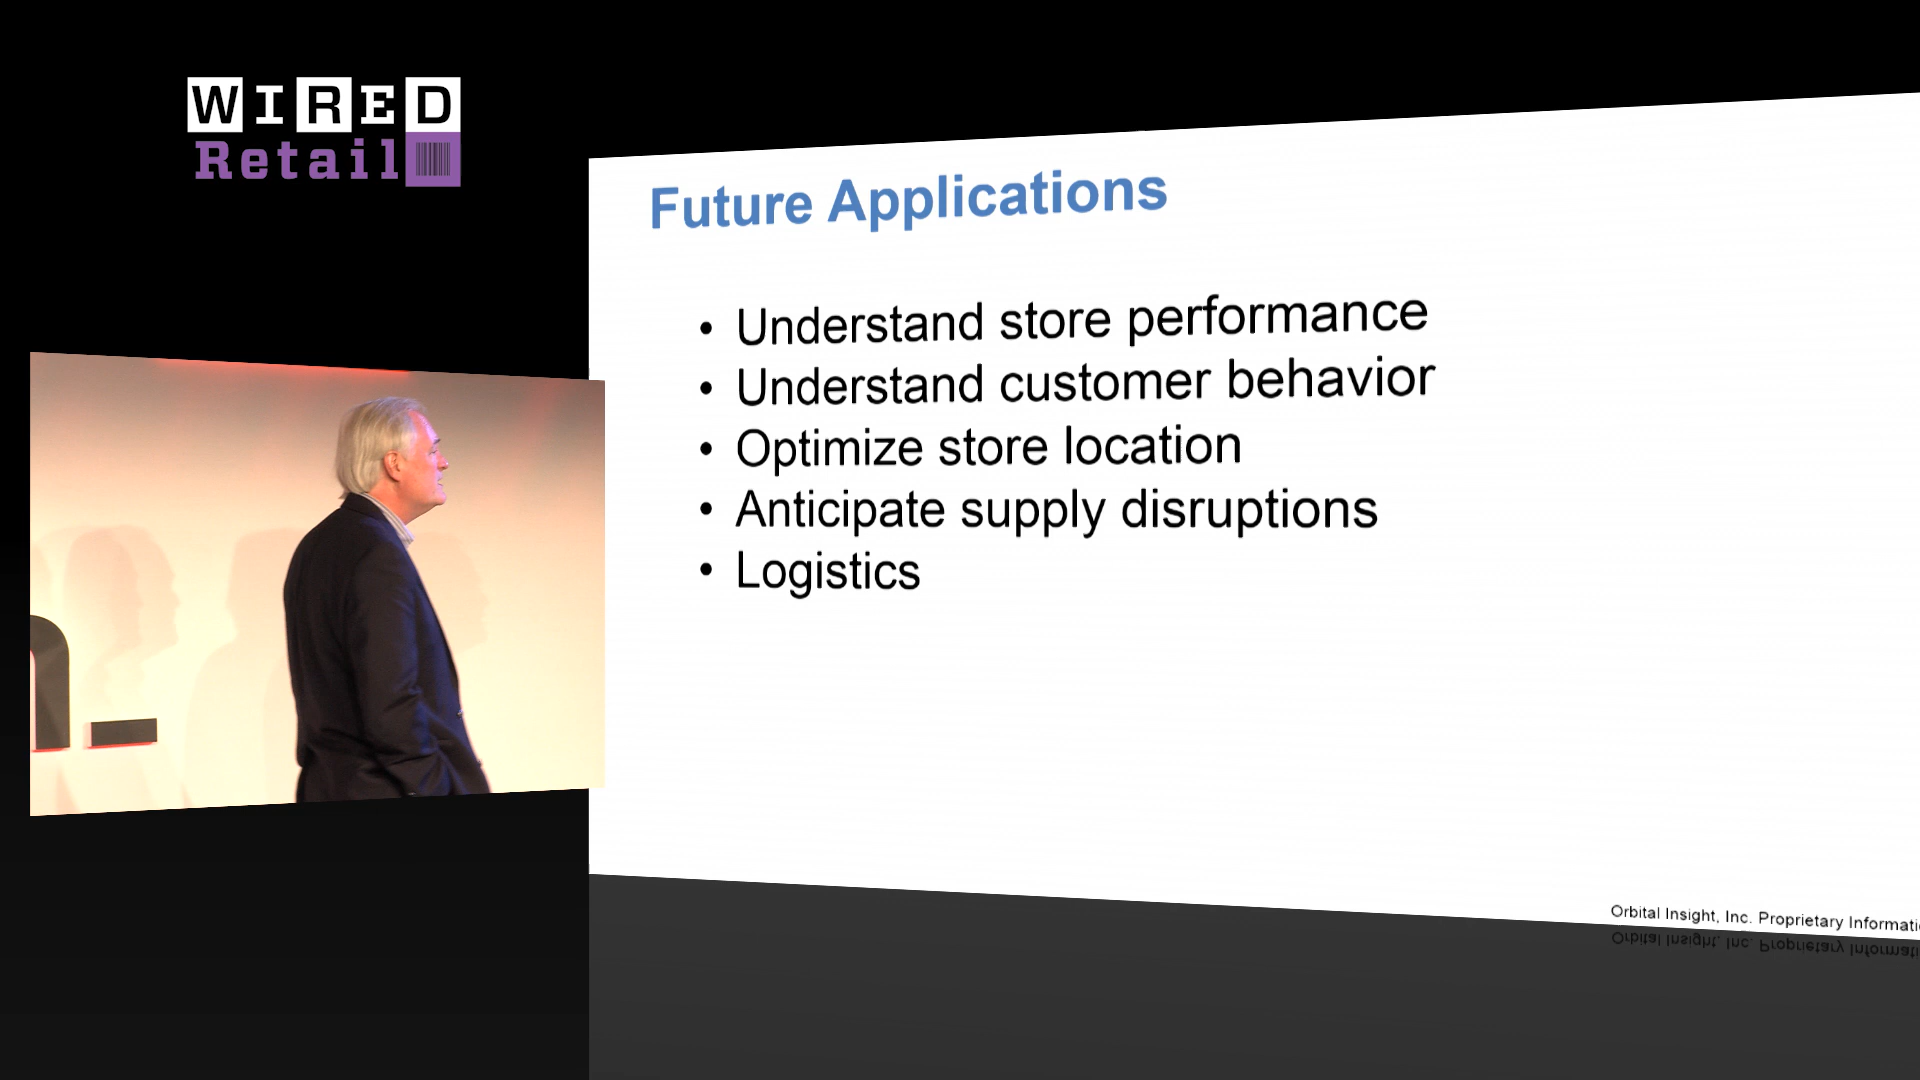 WIRED
Retail
Future Applications
• Understand store performance
• Understand customer behavior
• Optimize store location
• Anticipate supply disruptions
• Logistics
Orbital Insight, Inc. Proprietary Informati